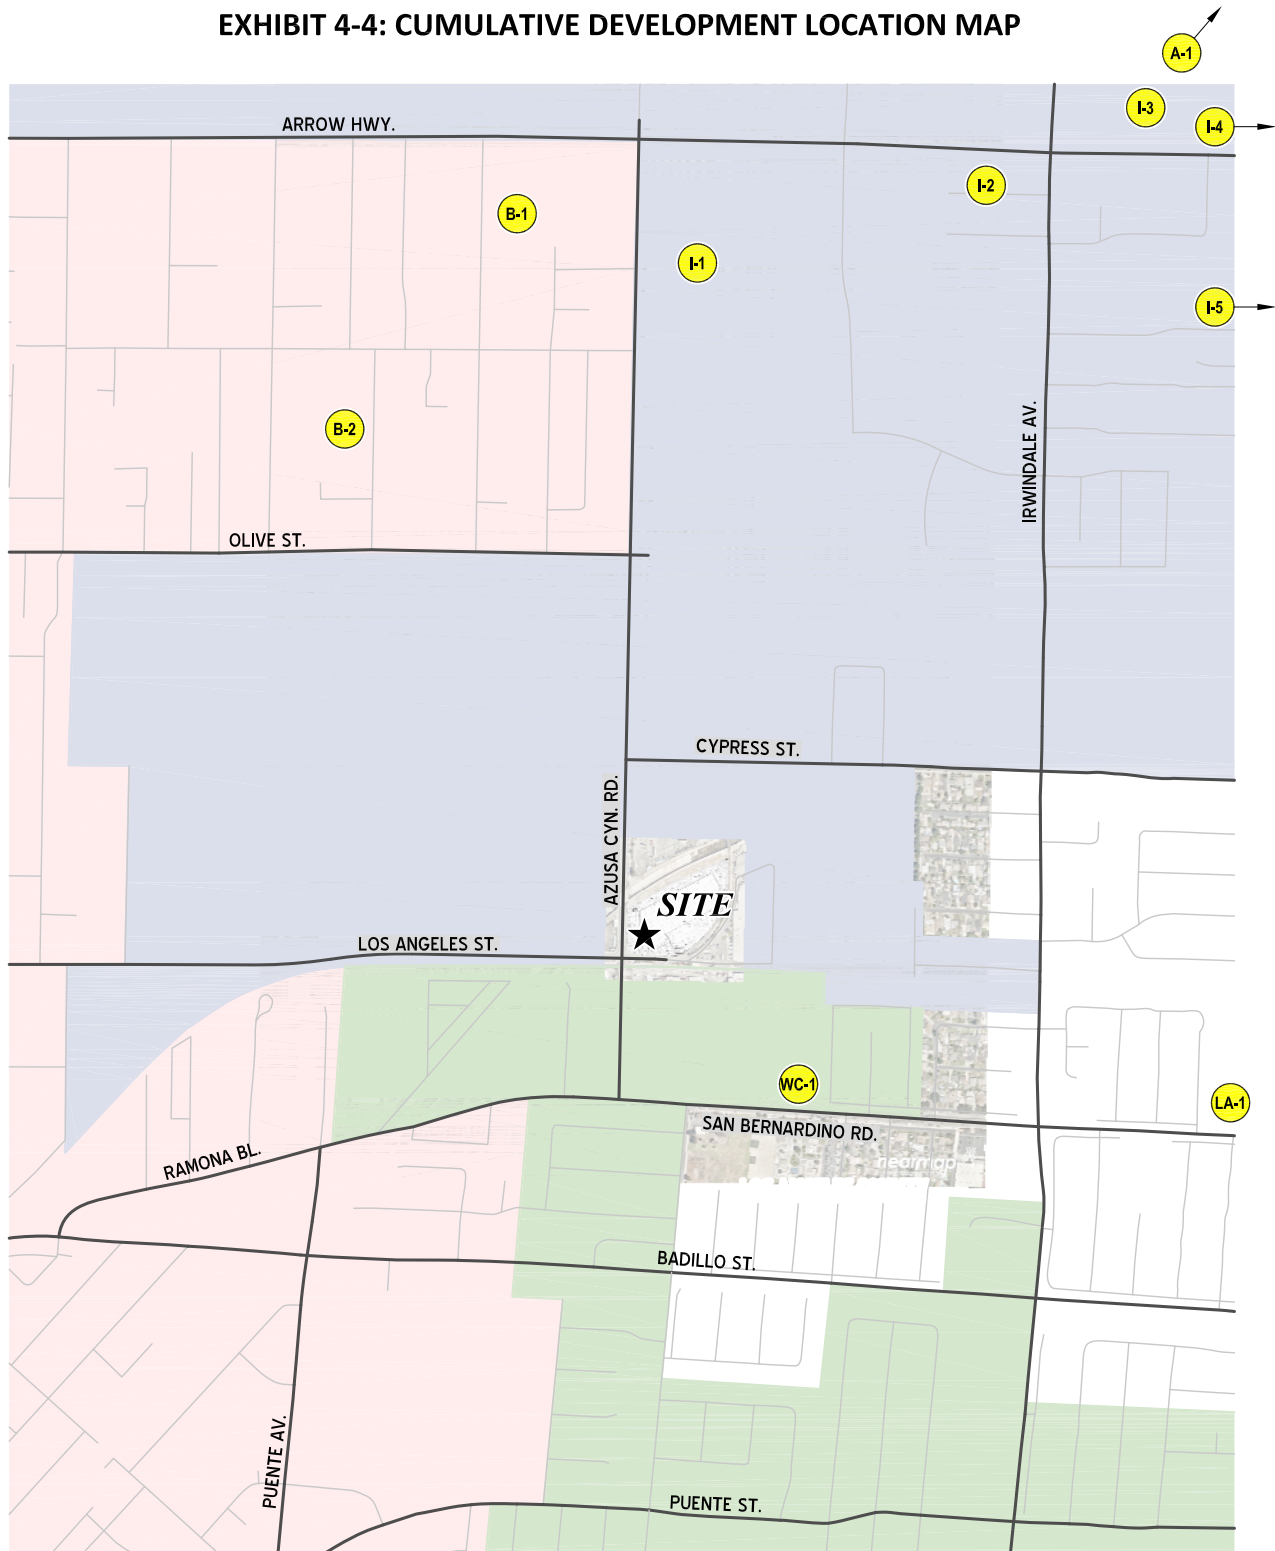 EXHIBIT 4-4: CUMULATIVE DEVELOPMENT LOCATION MAP
A-1
I-3
ARROW HWY.
I-4
I-2
B-1
I-1
I-5
B-2
IRWINDALE AV.
OLIVE ST.
CYPRESS ST.
AZUSA CYN. RD.
SITE
LOS ANGELES ST.
WC-1
LA-1
SAN BERNARDINO RD.
RAMONA BL.
nearmap
BADILLO ST.
PUENTE AV.
PUENTE ST.